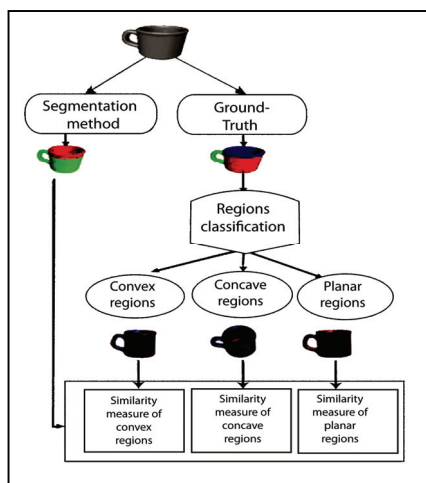 Segmentation
method
Ground-
Truth
Regions
classification
Convex
regions
Concave
regions
Planar
regions
Similarity
measure of
convex
regions
Similarity
measure of
concave
regions
Similarity
measure of
planar
regions